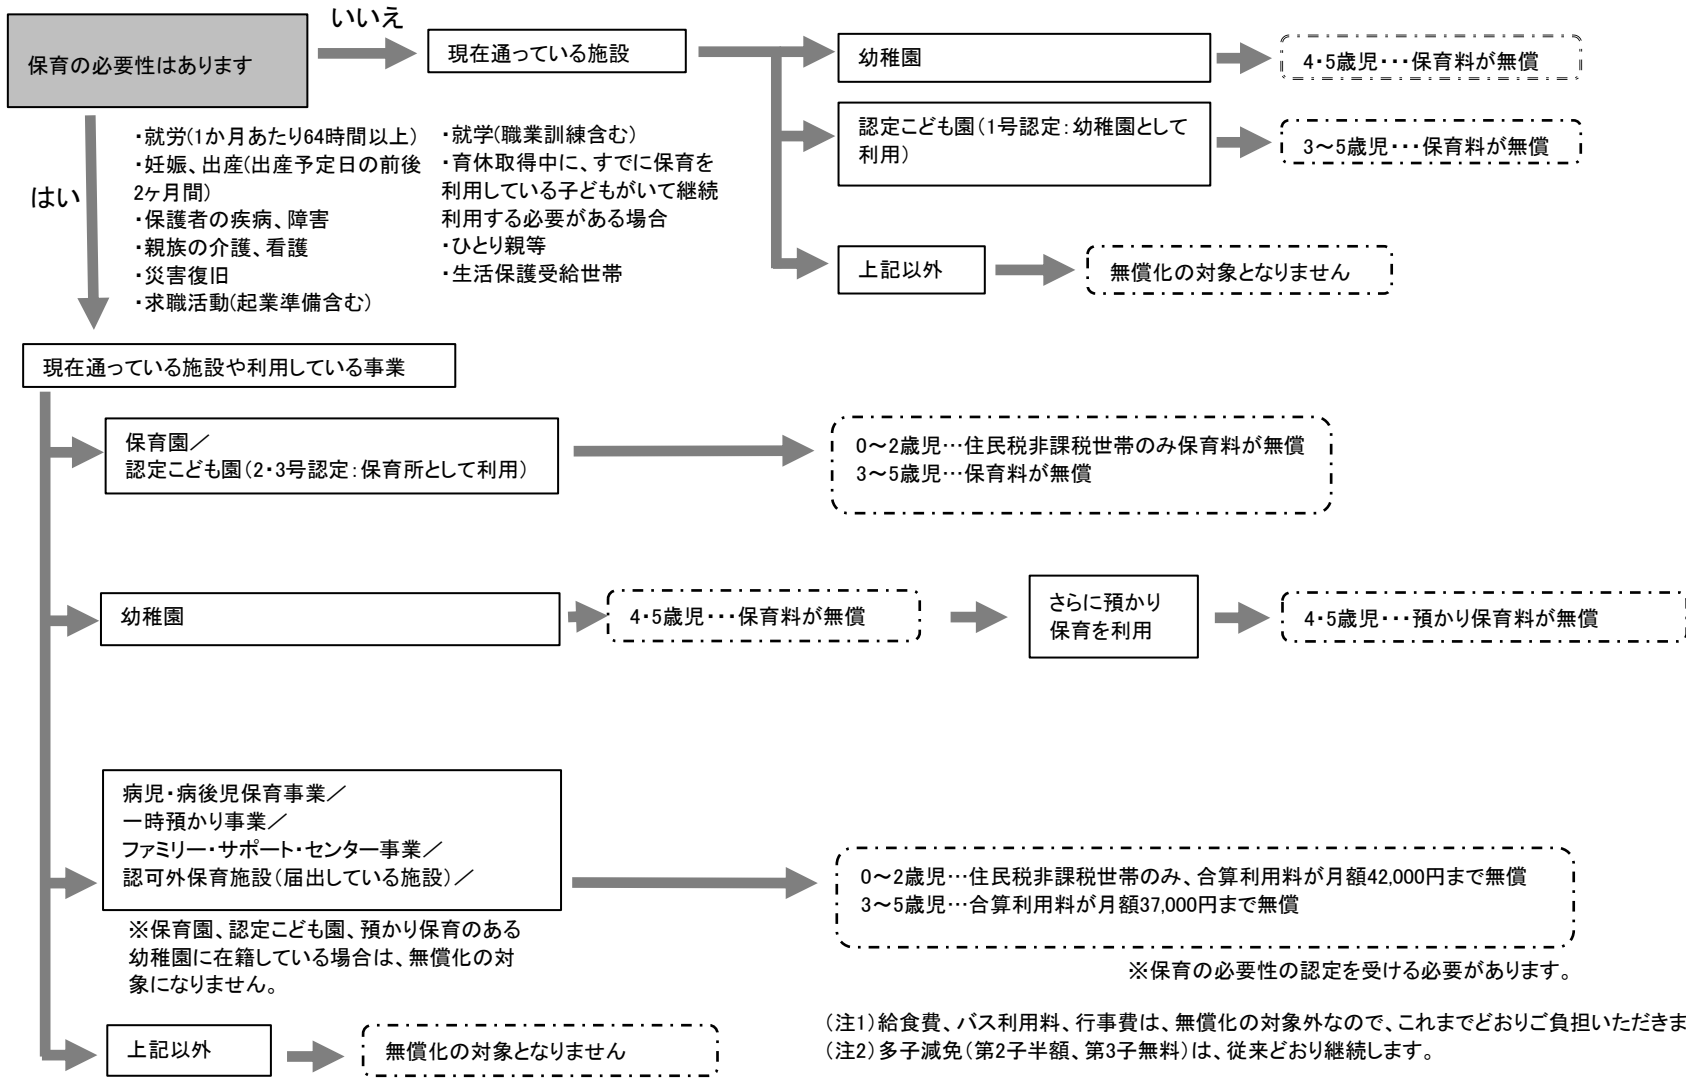 保育の必要性はあります
いいえ
現在通っている施設
幼稚園
4・5歳児・・・保育料が無償
認定こども園(1号認定:幼稚園として
利用)
3~5歳児・・・保育料が無償
上記以外
無償化の対象となりません
はい
・就労(1か月あたり64時間以上)
・妊娠、出産(出産予定日の前後
2ヶ月間)
・保護者の疾病、障害
・親族の介護、看護
・災害復旧
・求職活動(起業準備含む)
・就学(職業訓練含む)
・育休取得中に、すでに保育を
利用している子どもがいて継続
利用する必要がある場合
・ひとり親等
・生活保護受給世帯
現在通っている施設や利用している事業
保育園/
認定こども園(2・3号認定:保育所として利用)
0~2歳児…住民税非課税世帯のみ保育料が無償
3~5歳児…保育料が無償
幼稚園
4・5歳児・・・保育料が無償
さらに預かり
保育を利用
4・5歳児・・・預かり保育料が無償
病児・病後児保育事業/
一時預かり事業/
ファミリー・サポート・センター事業/
認可外保育施設(届出している施設)/
※保育園、認定こども園、預かり保育のある
幼稚園に在籍している場合は、無償化の対
象になりません。
0~2歳児…住民税非課税世帯のみ、合算利用料が月額42,000円まで無償
3~5歳児…合算利用料が月額37,000円まで無償
※保育の必要性の認定を受ける必要があります。
上記以外
無償化の対象となりません
(注1)給食費、バス利用料、行事費は、無償化の対象外なので、これまでどおりご負担いただきま
(注2)多子減免(第2子半額、第3子無料)は、従来どおり継続します。